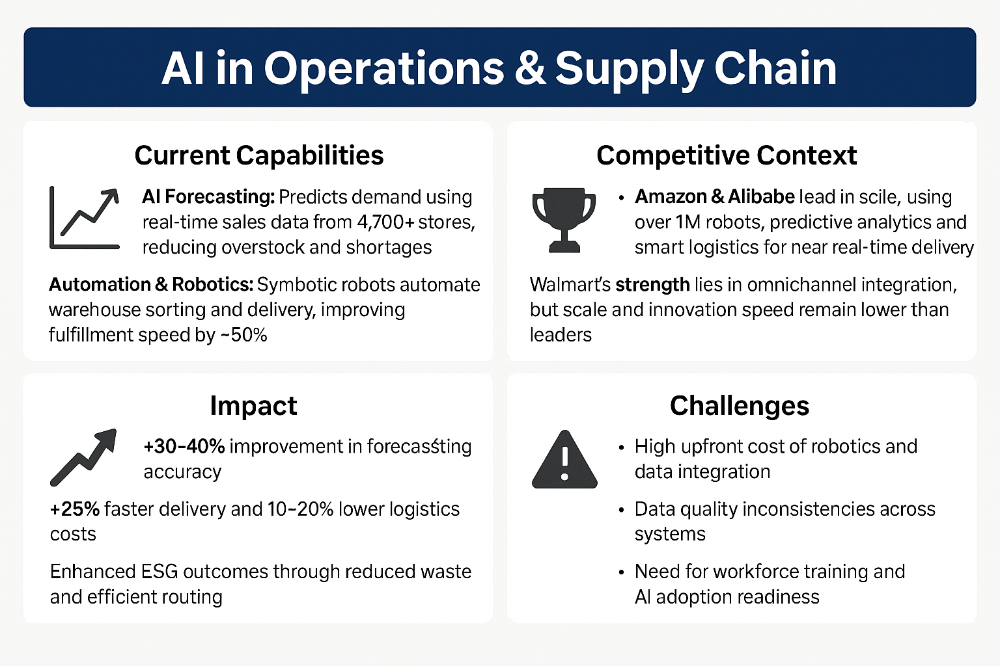 AI in Operations & Supply Chain
Current Capabilities
AI Forecasting: Predicts demand using
real-time sales data from 4,700+ stores,
reducing overstock and shortages
Automation & Robotics: Symbotic robots automate
warehouse sorting and delivery, improving
fulfillment speed by ~50%
Competitive Context
• Amazon & Alibabe lead in scile, using
over 1M robots, predictive analytics and
smart logistics for near real-time delivery
Walmart's strength lies in omnichannel integration,
but scale and innovation speed remain lower than
leaders
Impact
+30–40% improvement in forecasśting
accuracy
+25% faster delivery and 10–20% lower logistics
costs
Enhanced ESG outcomes through reduced waste
and efficient routing
Challenges
• High upfront cost of robotics and
data integration
• Data quality inconsistencies across
systems
• Need for workforce training and
AI adoption readiness